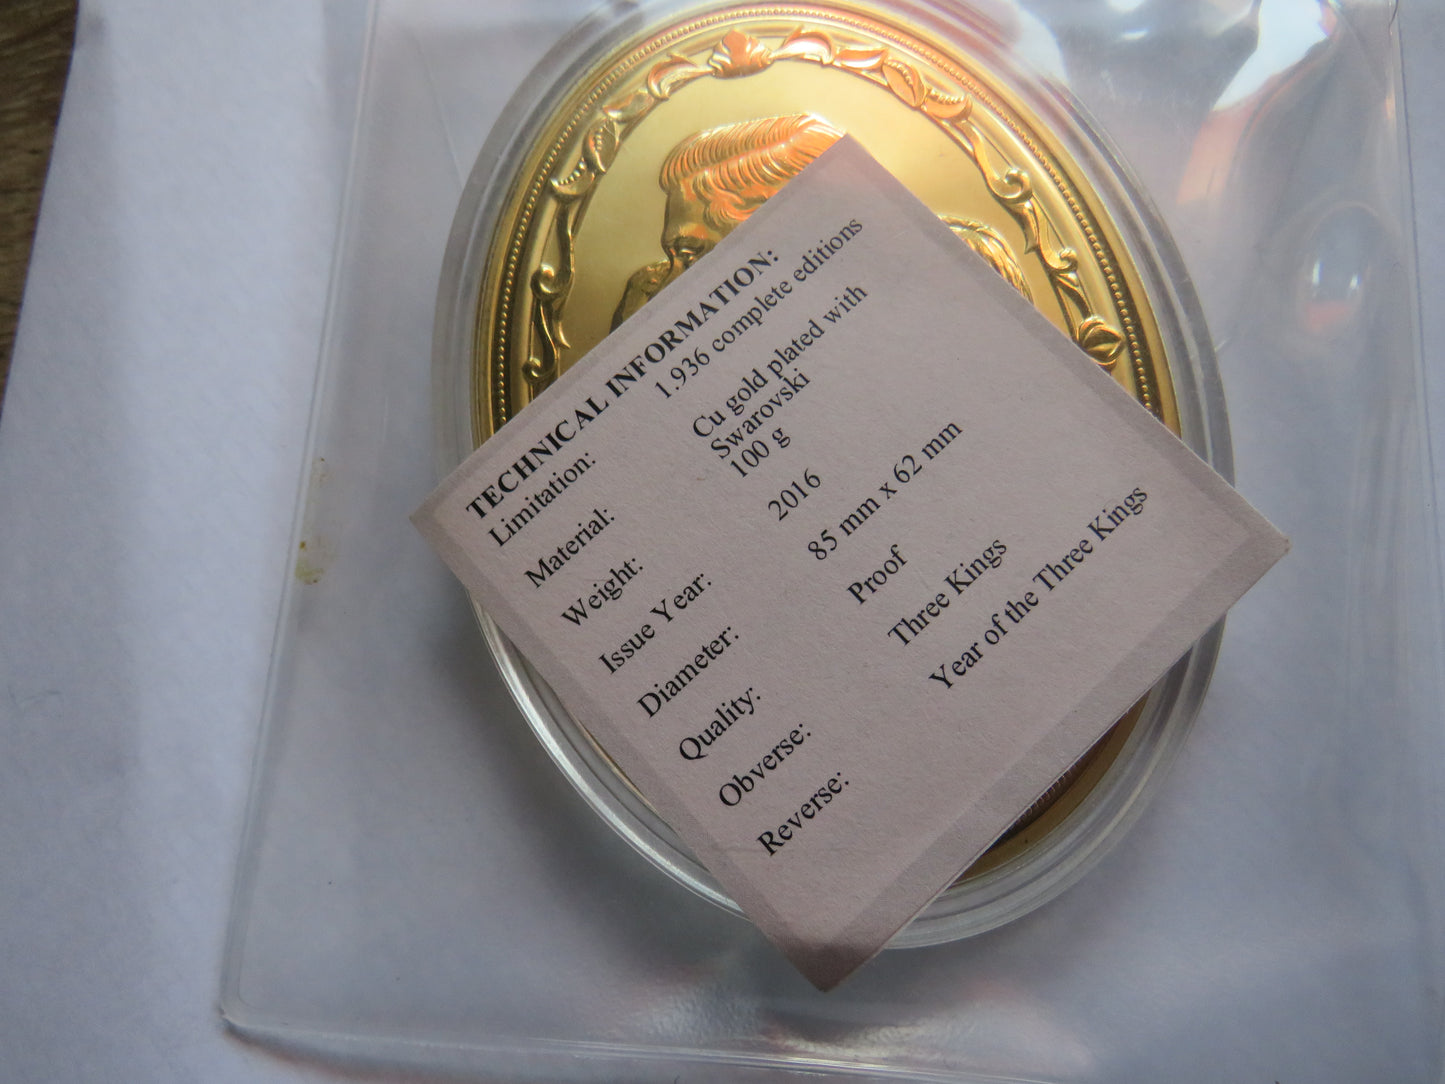 TECHNICAL INFORMATION:
Limitation: 1.936 complete editions
Material: Cu gold plated with
Swarovski
Weight: 100 g
Issue Year: 2016
Diameter: 85 mm x 62 mm
Quality: Proof
Obverse: Three Kings
Reverse: Year of the Three Kings